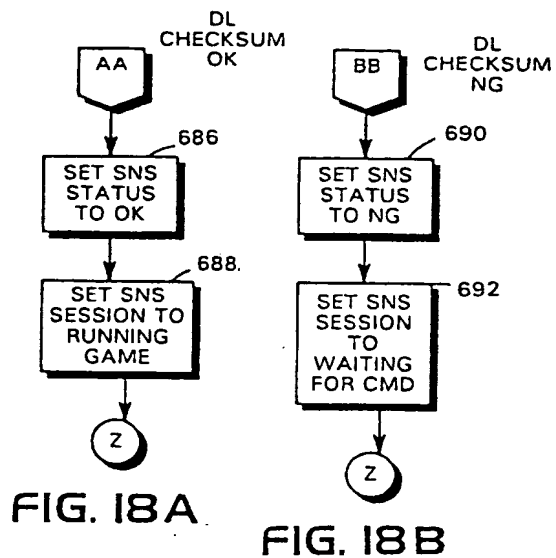 DL
CHECKSUM
OK
AA
686
SET SNS
STATUS
TO OK
688.
SET SNS
SESSION TO
RUNNING
GAME
Z
FIG. 18A
DL
CHECKSUM
NG
BB
690
SET SNS
STATUS
TO NG
692
SET SNS
SESSION
TO
WAITING
FOR CMD
Z
FIG. 18B